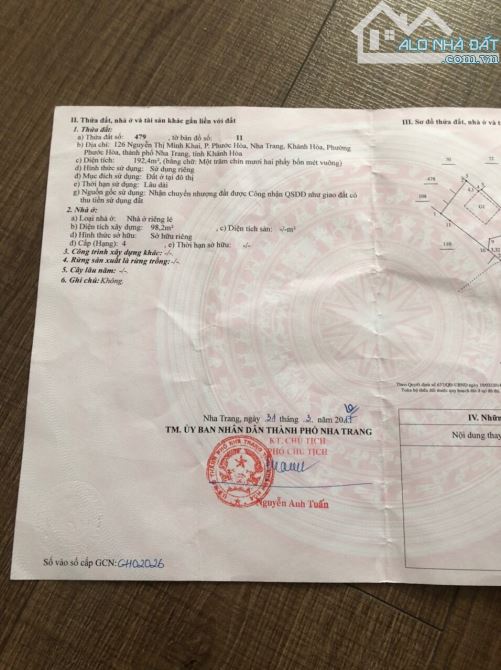 ALO NHÀ ĐẤT
.com.vn
II. Thửa đất, nhà ở và tài sản khác gắn liền với đất
1. Thửa đất:
a) Thửa đất số: 479 , tờ bản đồ số: 11
b) Địa chỉ: 126 Nguyễn Thị Minh Khai, P. Phước Hòa, Nha Trang, Khánh Hòa, Phường
Phước Hòa, thành phố Nha Trang, tỉnh Khánh Hòa
c) Diện tích: 192,4m², (bằng chữ: Một trăm chín mươi hai phẩy bốn mét vuông)
d) Hình thức sử dụng: Sử dụng riêng
đ) Mục đích sử dụng: Đất ở tại đô thị
e) Thời hạn sử dụng: Lâu dài
g) Nguồn gốc sử dụng: Nhận chuyển nhượng đất được Công nhận QSDĐ như giao đất có
thu tiền sử dụng đất
2. Nhà ở:
a) Loại nhà ở: Nhà ở riêng lẻ
b) Diện tích xây dựng: 98,2m², c) Diện tích sàn: -/-m²
d) Hình thức sở hữu: Sở hữu riêng
đ) Cấp (Hạng): 4 , e) Thời hạn sở hữu: -/-
3. Công trình xây dựng khác: -/-
4. Rừng sản xuất là rừng trồng: -/-
5. Cây lâu năm: -/-
6. Ghi chú: Không.
Nha Trang, ngày 31 tháng 3 năm 2017
TM. ỦY BAN NHÂN DÂN THÀNH PHỐ NHA TRANG
KT. CHỦ TỊCH
PHÓ CHỦ TỊCH
Nguyễn Anh Tuấn
Số vào sổ cấp GCN: CH02026
III. Sơ đồ thửa đất, nhà ở và t
478
G1
11
IV. Nhữn
Nội dung thay